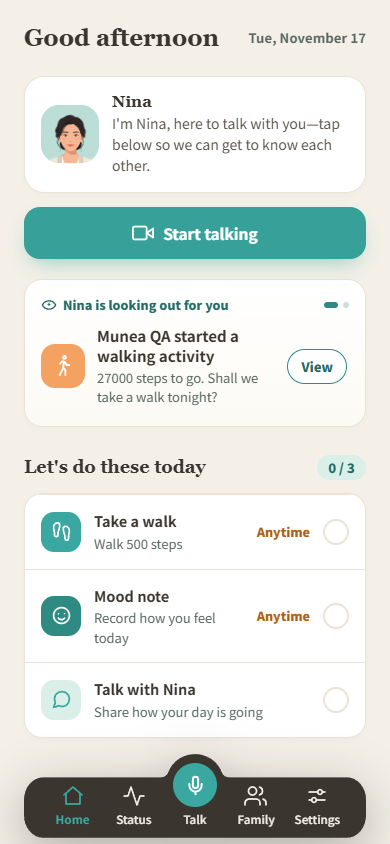 Good afternoon
Tue, November 17
Nina
I'm Nina, here to talk with you—tap
below so we can get to know each
other.
Start talking
Nina is looking out for you
Munea QA started a
walking activity
27000 steps to go. Shall we
take a walk tonight?
View
Let's do these today
0 / 3
Take a walk
Walk 500 steps
Anytime
Mood note
Record how you feel
today
Anytime
Talk with Nina
Share how your day is going
Home
Status
Talk
Family
Settings